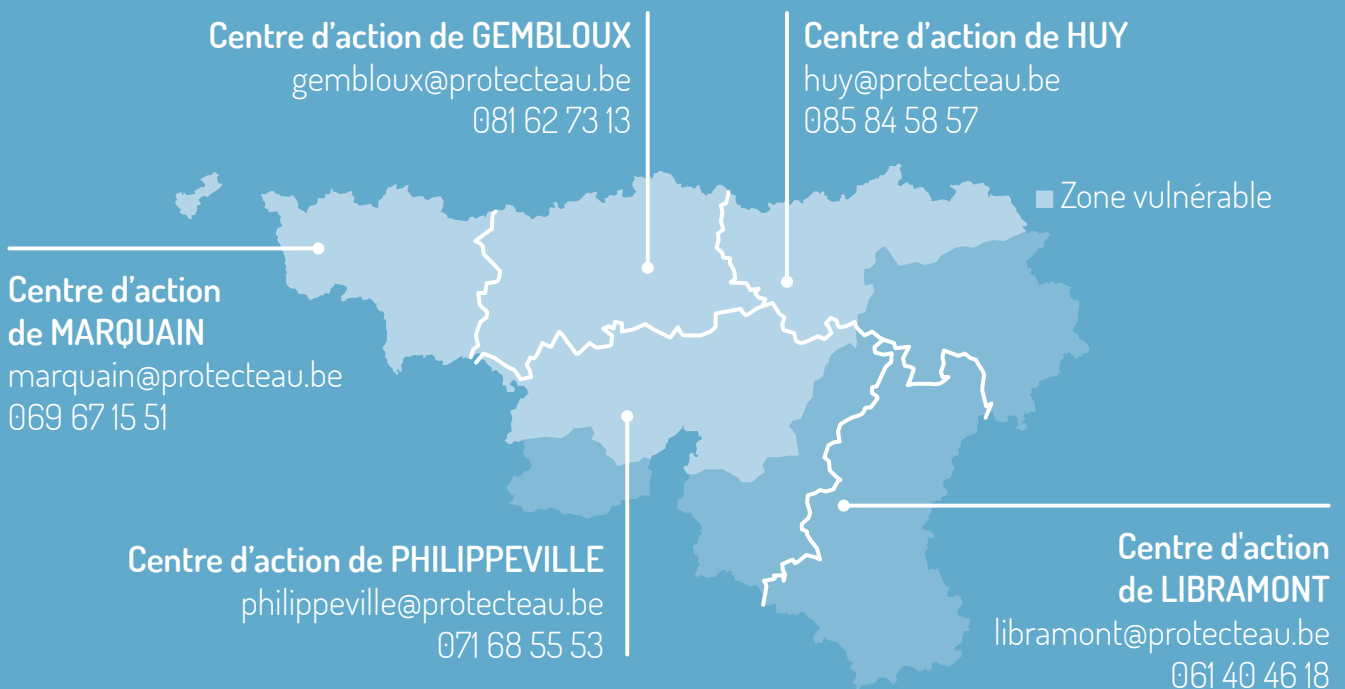 Centre d’action de GEMBLOUX
gembloux@protecteau.be
081 62 73 13
Centre d’action de HUY
huy@protecteau.be
085 84 58 57
Zone vulnérable
Centre d’action
de MARQUAIN
marquain@protecteau.be
069 67 15 51
Centre d’action de PHILIPPEVILLE
philippeville@protecteau.be
071 68 55 53
Centre d'action
de LIBRAMONT
libramont@protecteau.be
061 40 46 18